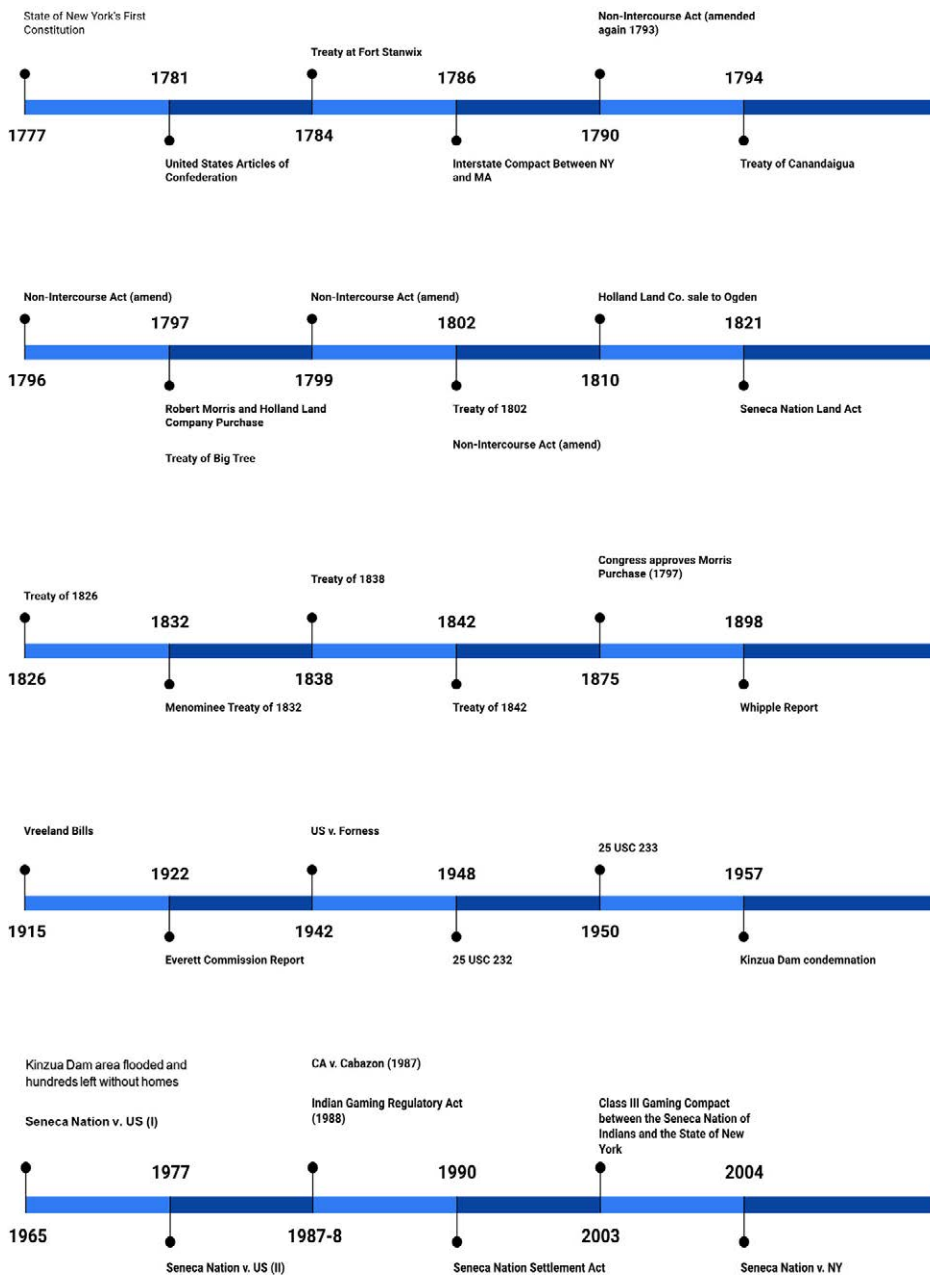 State of New York's First
Constitution
Non-Intercourse Act (amended
again 1793)
Treaty at Fort Stanwix
1781
1786
1794
1777
1784
1790
United States Articles of
Confederation
Interstate Compact Between NY
and MA
Treaty of Canandaigua
Non-Intercourse Act (amend)
Non-Intercourse Act (amend)
Holland Land Co. sale to Ogden
1797
1802
1821
1796
1799
1810
Robert Morris and Holland Land
Company Purchase
Treaty of 1802
Seneca Nation Land Act
Non-Intercourse Act (amend)
Treaty of Big Tree
Congress approves Morris
Purchase (1797)
Treaty of 1838
Treaty of 1826
1832
1842
1898
1826
1838
1875
Menominee Treaty of 1832
Treaty of 1842
Whipple Report
Vreeland Bills
US v. Forness
25 USC 233
1922
1948
1957
1915
1942
1950
Everett Commission Report
25 USC 232
Kinzua Dam condemnation
Kinzua Dam area flooded and
hundreds left without homes
Seneca Nation v. US (I)
CA v. Cabazon (1987)
Indian Gaming Regulatory Act
(1988)
Class III Gaming Compact
between the Seneca Nation of
Indians and the State of New
York
1977
1990
2004
1965
1987-8
2003
Seneca Nation v. US (II)
Seneca Nation Settlement Act
Seneca Nation v. NY